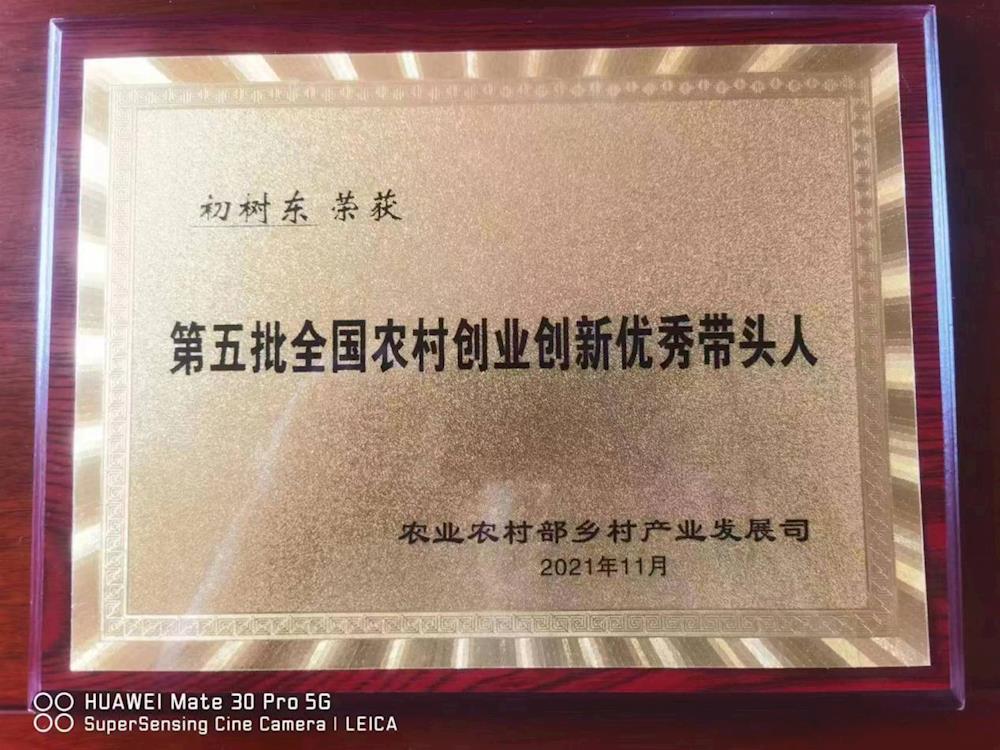 初树东 荣获
第五批全国农村创业创新优秀带头人
农业农村部乡村产业发展司
2021年11月
HUAWEI Mate 30 Pro 5G
SuperSensing Cine Camera | LEICA